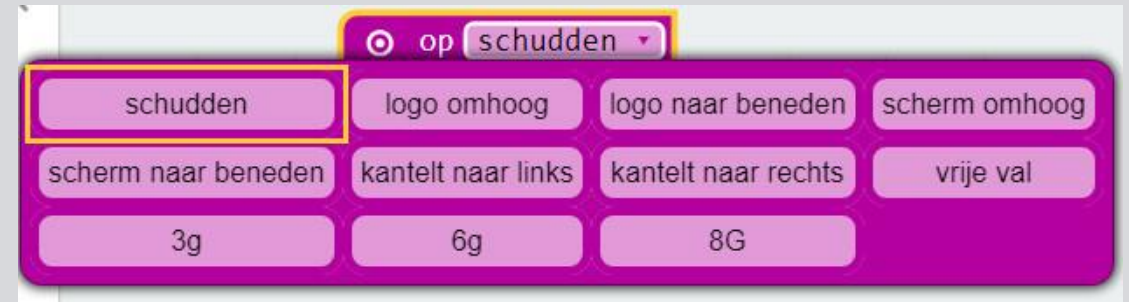 op schudden
schudden logo omhoog logo naar beneden scherm omhoog
scherm naar beneden kantelt naar links kantelt naar rechts vrije val
3g 6g 8G